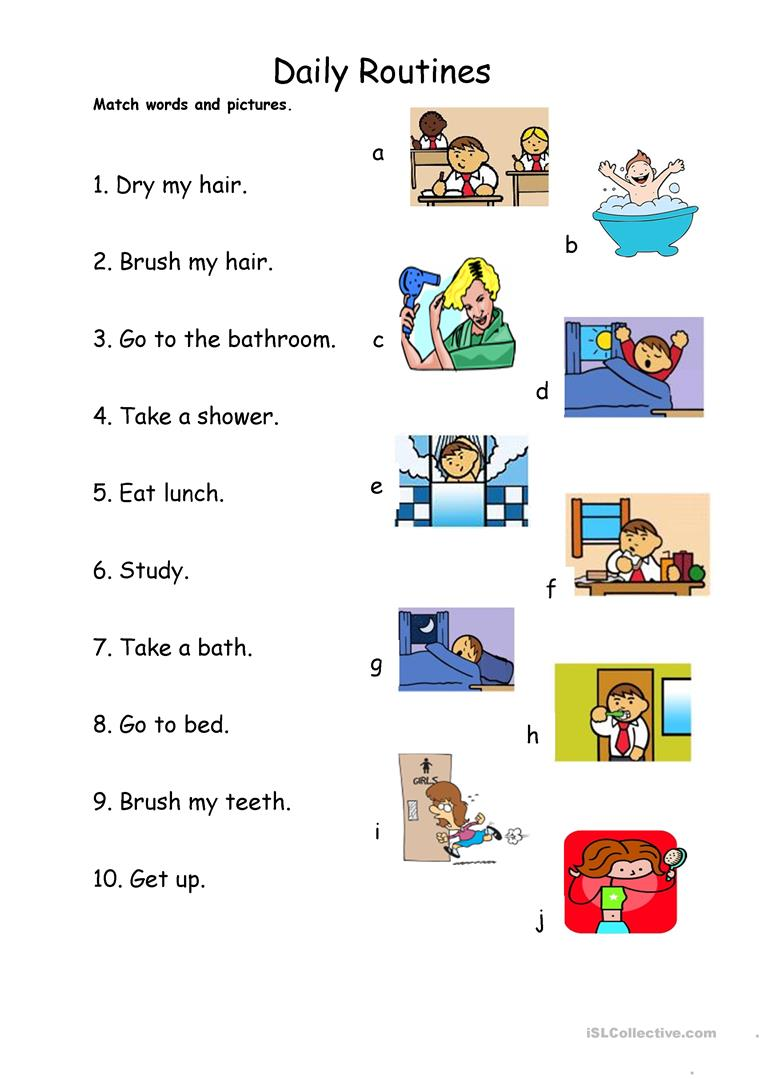 Daily Routines
Match words and pictures.
a
1. Dry my hair.
b
2. Brush my hair.
3. Go to the bathroom.
c
d
4. Take a shower.
e
5. Eat lunch.
6. Study.
f
7. Take a bath.
g
8. Go to bed.
h
GIRLS
9. Brush my teeth.
i
10. Get up.
j
iSLCollective.com